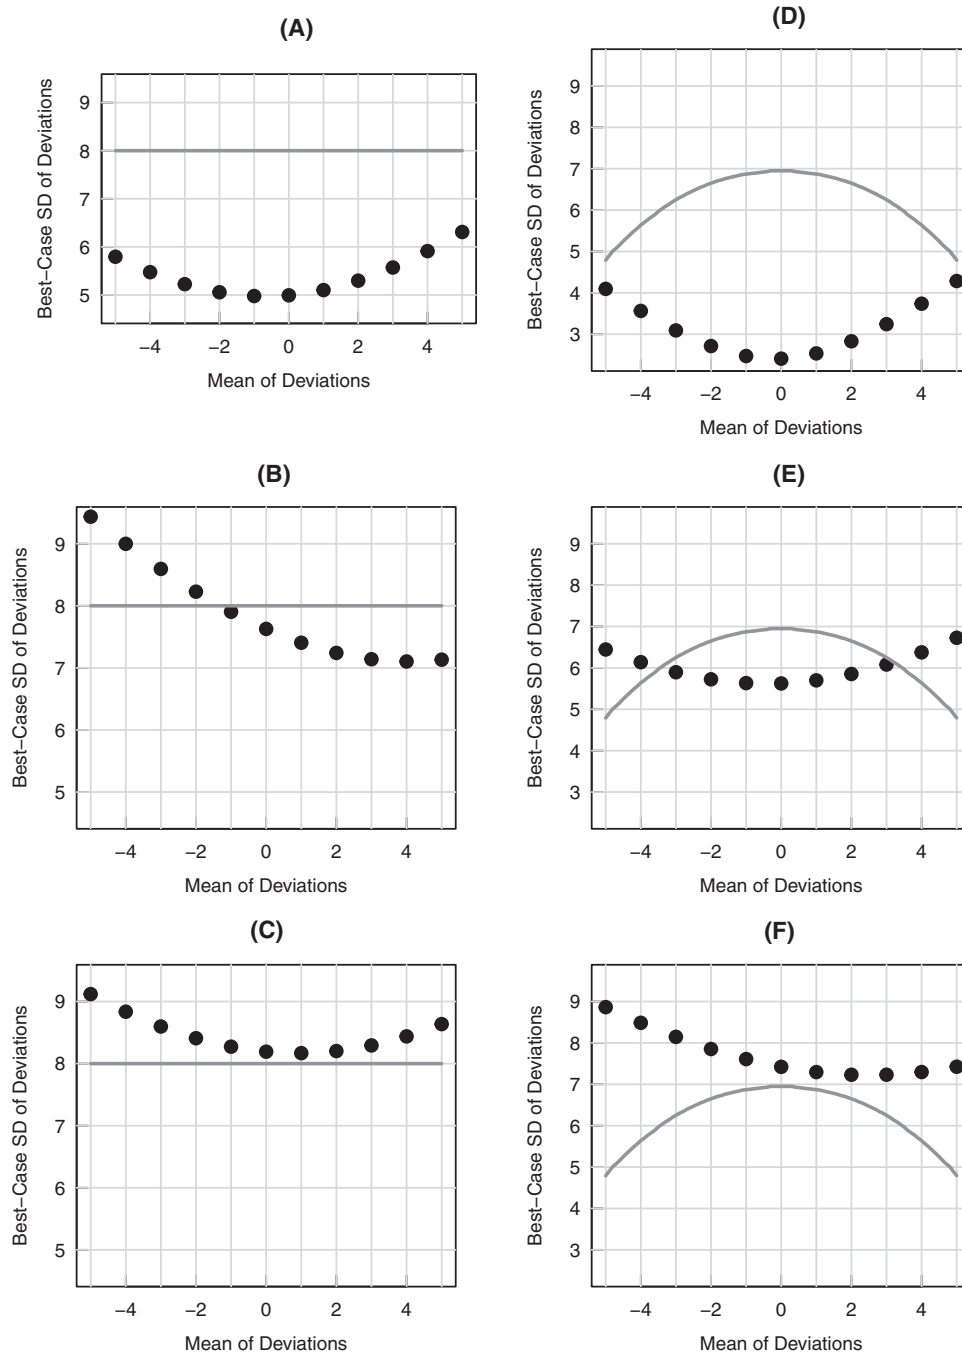 (A)
Best−Case SD of Deviations
9
8
7
6
5
−4 −2 0 2 4
Mean of Deviations
(D)
Best−Case SD of Deviations
9
8
7
6
5
4
3
−4 −2 0 2 4
Mean of Deviations
(B)
Best−Case SD of Deviations
9
8
7
6
5
−4 −2 0 2 4
Mean of Deviations
(E)
Best−Case SD of Deviations
9
8
7
6
5
4
3
−4 −2 0 2 4
Mean of Deviations
(C)
Best−Case SD of Deviations
9
8
7
6
5
−4 −2 0 2 4
Mean of Deviations
(F)
Best−Case SD of Deviations
9
8
7
6
5
4
3
−4 −2 0 2 4
Mean of Deviations